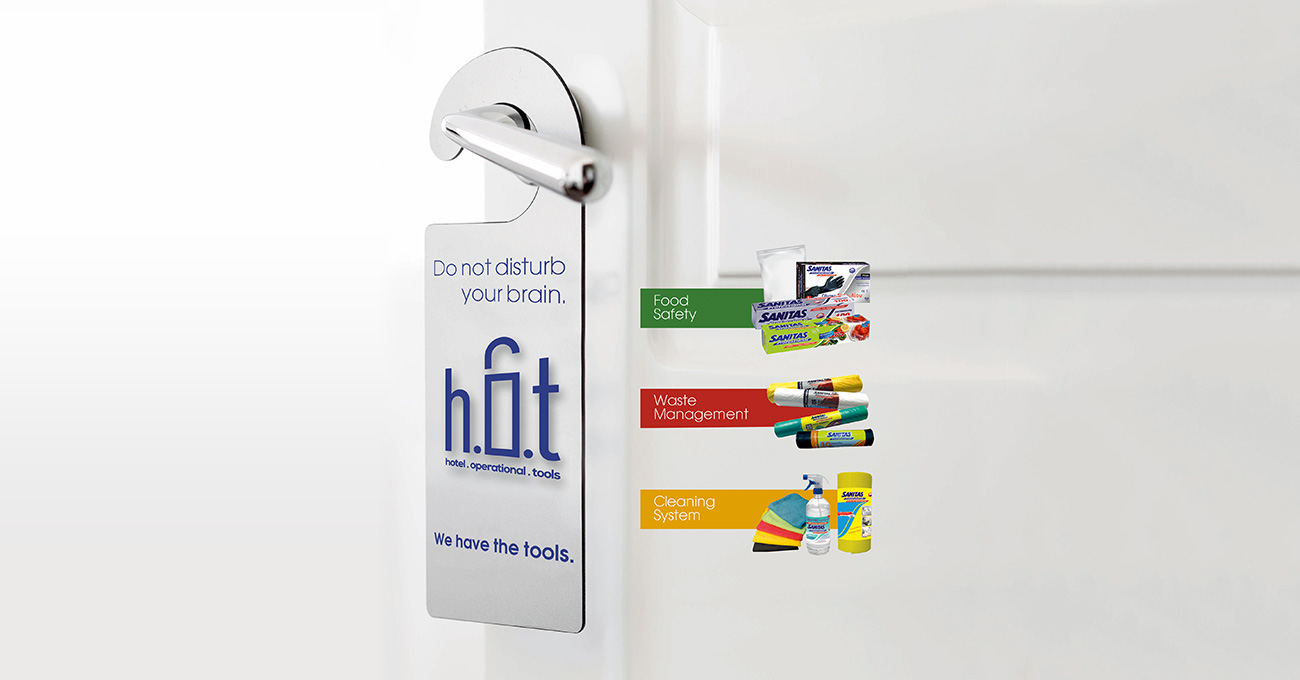 Do not disturb
your brain.
h.o.t
hotel . operational . tools
We have the tools.
Food
Safety
SANITAS
SANITAS
SANITAS
Waste
Management
SANITAS
Cleaning
System
SANITAS
SANITAS